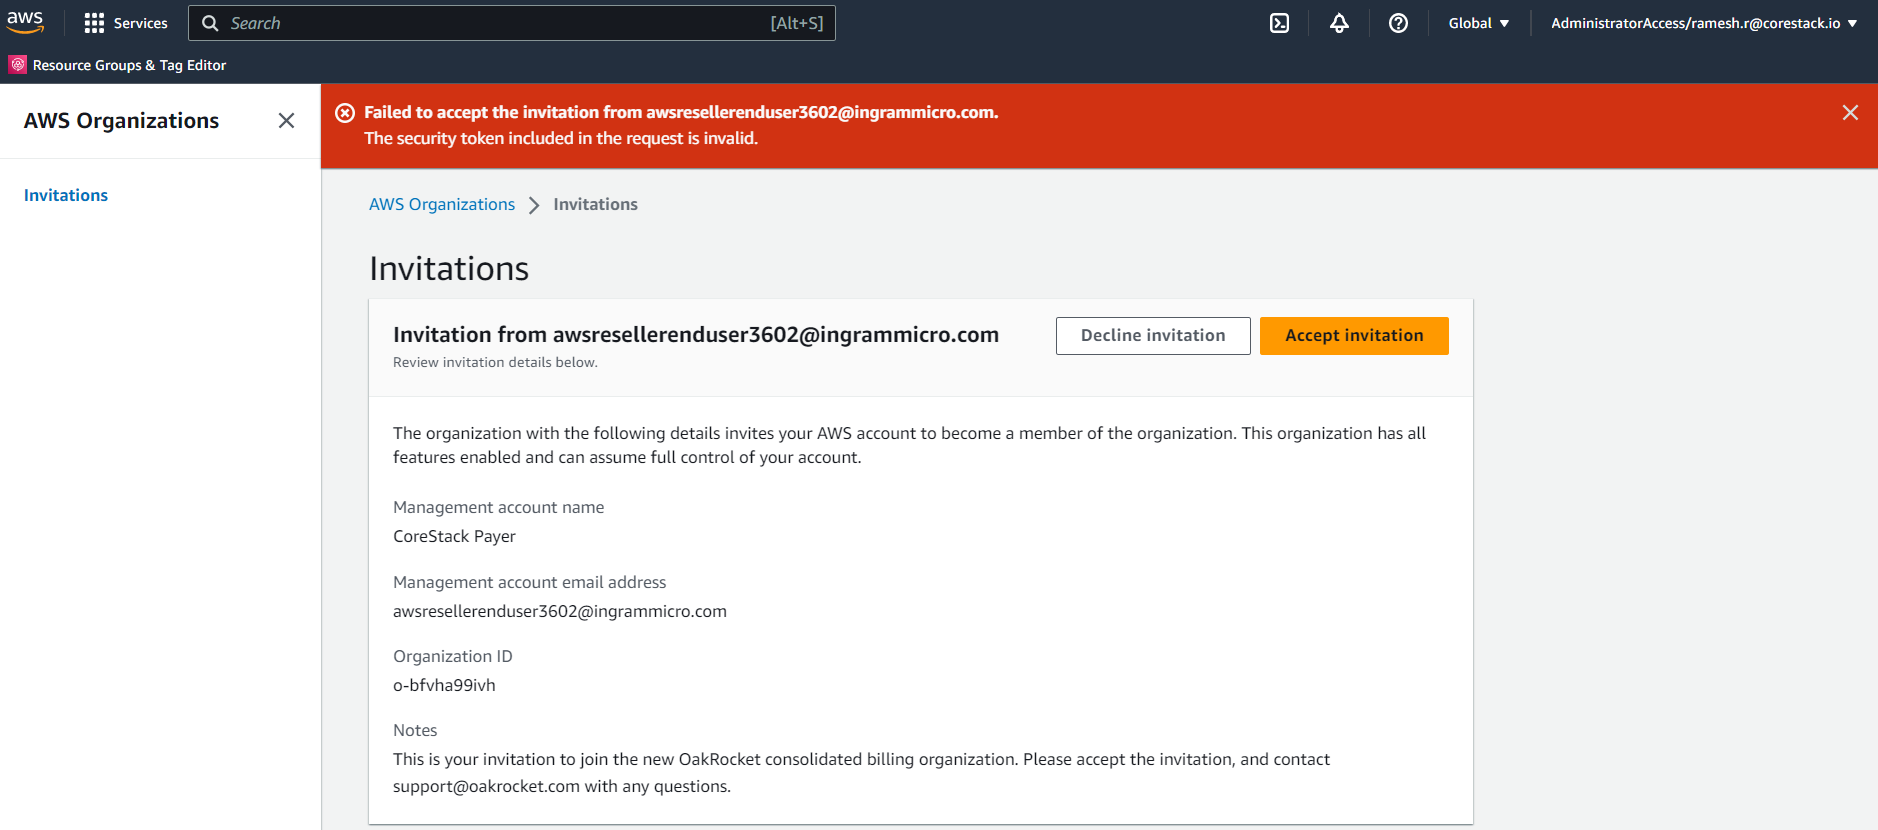 aws
Services
Search
[Alt+S]
Global
AdministratorAccess/ramesh.r@corestack.io
Resource Groups & Tag Editor
AWS Organizations
Invitations
Failed to accept the invitation from awsresellerenduser3602@ingrammicro.com.
The security token included in the request is invalid.
AWS Organizations
Invitations
Invitations
Invitation from awsresellerenduser3602@ingrammicro.com
Review invitation details below.
Decline invitation
Accept invitation
The organization with the following details invites your AWS account to become a member of the organization. This organization has all
features enabled and can assume full control of your account.
Management account name
CoreStack Payer
Management account email address
awsresellerenduser3602@ingrammicro.com
Organization ID
o-bfvha99ivh
Notes
This is your invitation to join the new OakRocket consolidated billing organization. Please accept the invitation, and contact
support@oakrocket.com with any questions.